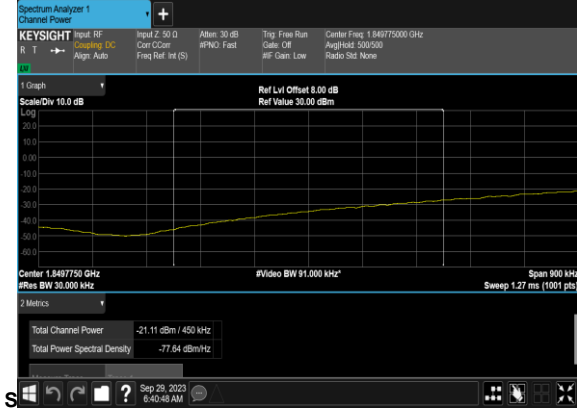 Spectrum Analyzer 1
Channel Power
+
KEYSIGHT
R T
Input: RF
Coupling: DC
Align: Auto
Input Z: 50 Ω
Corr CCorr
Freq Ref: Int (S)
Atten: 30 dB
#PNO: Fast
Trig: Free Run
Gate: Off
#IF Gain: Low
Center Freq: 1.849775000 GHz
Avg|Hold: 500/500
Radio Std: None
1 Graph
Scale/Div 10.0 dB
Ref Lvl Offset 8.00 dB
Ref Value 30.00 dBm
Log
20.0
10.0
0.00
-10.0
-20.0
-30.0
-40.0
-50.0
-60.0
Center 1.8497750 GHz
#Res BW 30.000 kHz
#Video BW 91.000 kHz*
Span 900 kHz
Sweep 1.27 ms (1001 pts)
2 Metrics
Total Channel Power -21.11 dBm / 450 kHz
Total Power Spectral Density -77.64 dBm/Hz
S
?
Sep 29, 2023
6:40:48 AM